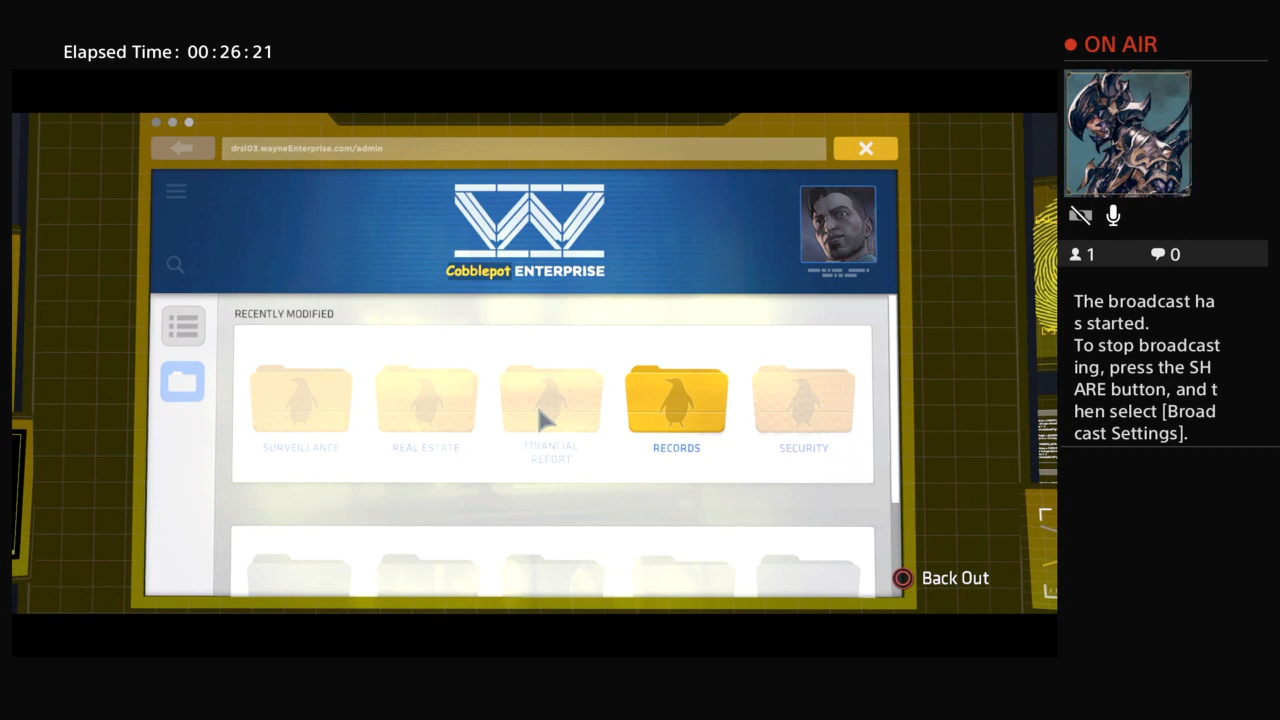 Elapsed Time: 00:26:21
ON AIR
drsl03.wayneEnterprise.com/admin
Cobblepot ENTERPRISE
1
0
RECENTLY MODIFIED
SURVEILLANCE
REAL ESTATE
FINANCIAL
REPORT
RECORDS
SECURITY
Back Out
The broadcast ha
s started.
To stop broadcast
ing, press the SH
ARE button, and t
hen select [Broad
cast Settings].